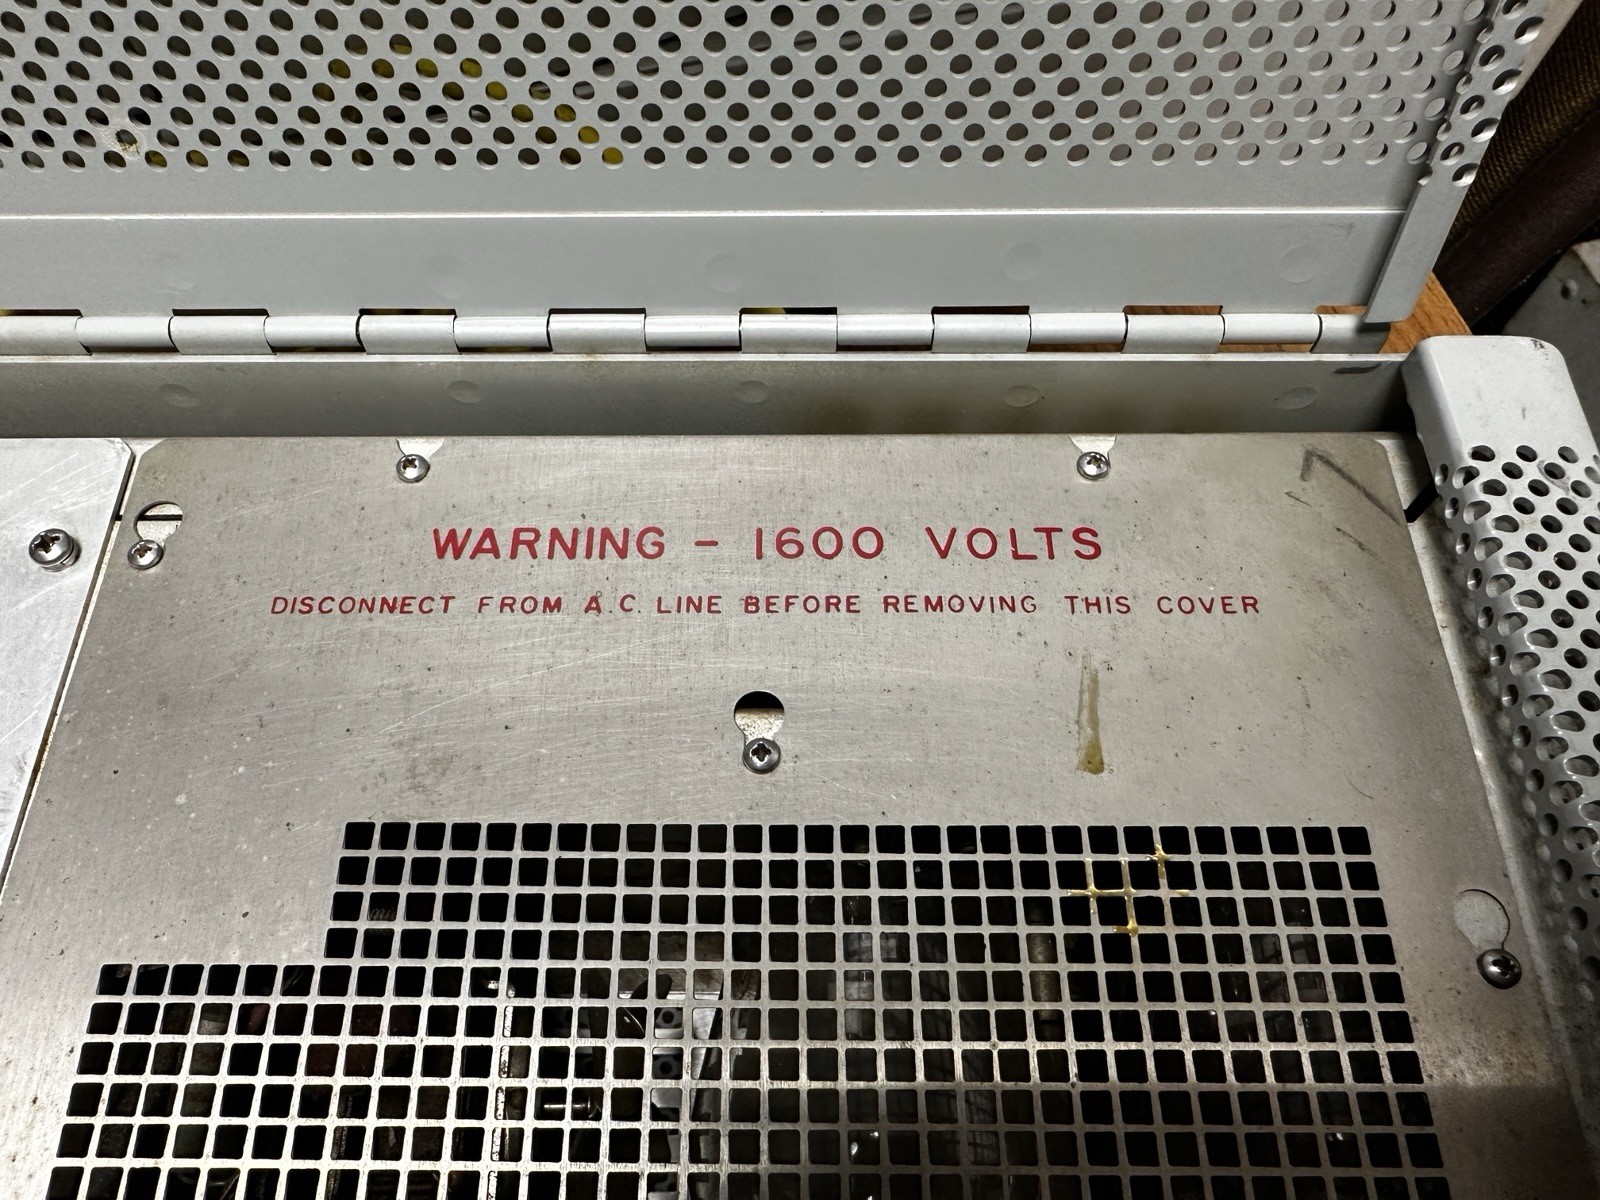 WARNING - 1600 VOLTS
DISCONNECT FROM A.C. LINE BEFORE REMOVING THIS COVER